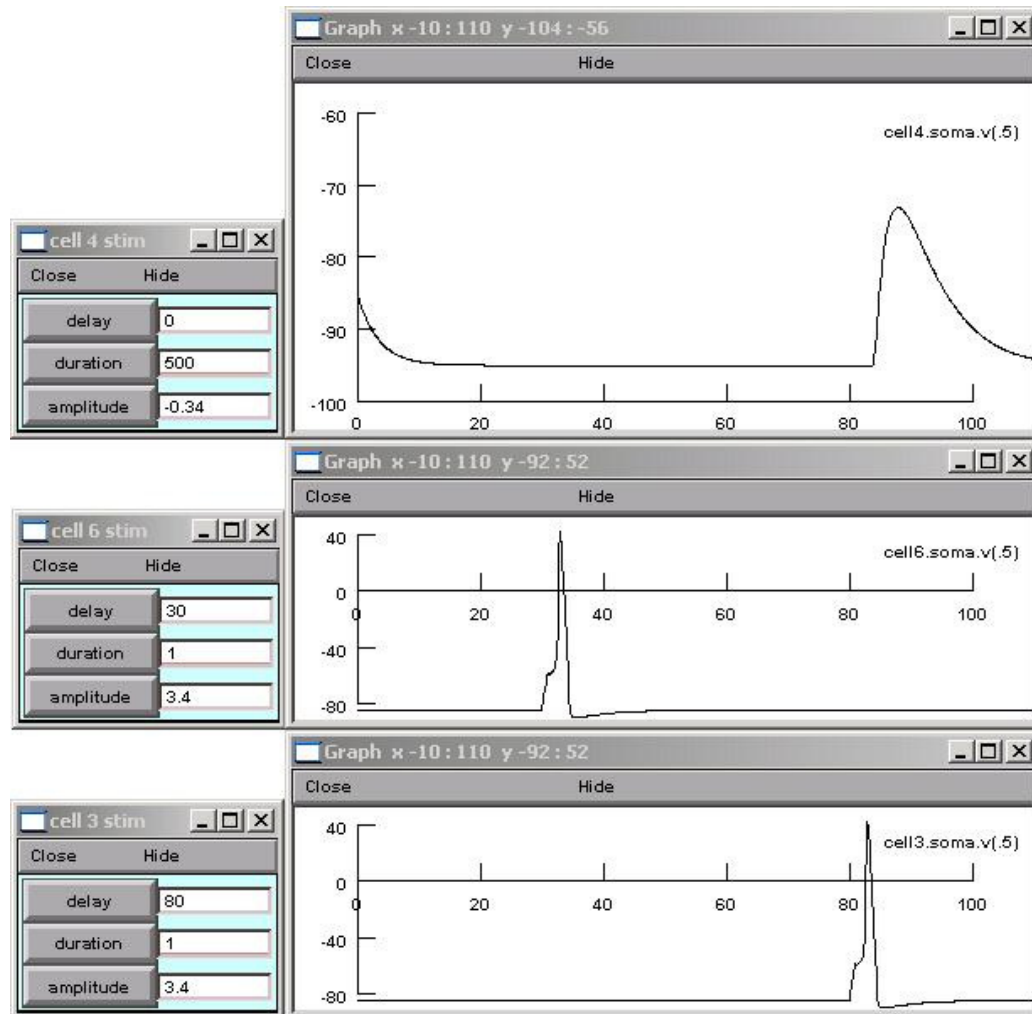 Graph x -10 : 110 y -104 : -56
Close Hide
-60
cell4.soma.v(.5)
-70
-80
-90
-100
0 20 40 60 80 100
cell 4 stim
Close Hide
delay 0
duration 500
amplitude -0.34
Graph x -10 : 110 y -92 : 52
Close Hide
40
cell6.soma.v(.5)
0
0 20 40 60 80 100
-40
-80
cell 6 stim
Close Hide
delay 30
duration 1
amplitude 3.4
Graph x -10 : 110 y -92 : 52
Close Hide
40
cell3.soma.v(.5)
0
0 20 40 60 80 100
-40
-80
cell 3 stim
Close Hide
delay 80
duration 1
amplitude 3.4